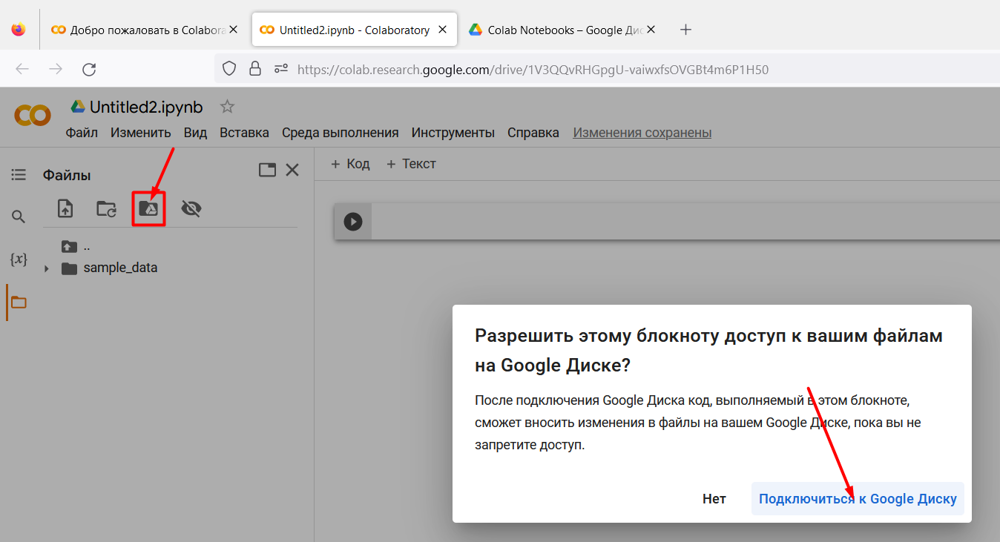 Добро пожаловать в Colabora
Untitled2.ipynb - Colaboratory
Colab Notebooks – Google Дис
https://colab.research.google.com/drive/1V3QQvRHGpgU-vaiwxfsOVGBt4m6P1H50
Untitled2.ipynb
Файл Изменить Вид Вставка Среда выполнения Инструменты Справка Изменения сохранены
Файлы
+ Код + Текст
{x}
..
sample_data
Разрешить этому блокноту доступ к вашим файлам
на Google Диске?
После подключения Google Диска код, выполняемый в этом блокноте,
сможет вносить изменения в файлы на вашем Google Диске, пока вы не
запретите доступ.
Нет
Подключиться к Google Диску